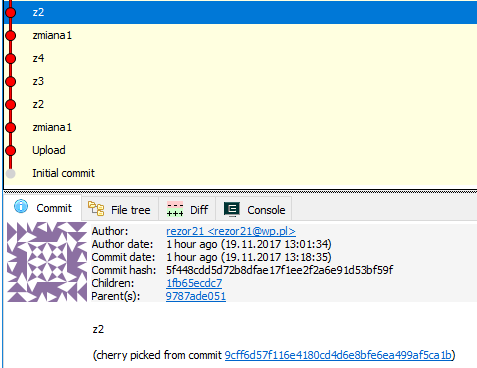 z2
zmiana1
z4
z3
z2
zmiana1
Upload
Initial commit
Commit File tree Diff Console
Author: rezor21 <rezor21@wp.pl>
Author date: 1 hour ago (19.11.2017 13:01:34)
Commit date: 1 hour ago (19.11.2017 13:18:35)
Commit hash: 5f448cdd5d72b8dfae17f1ee2f2a6e91d53bf59f
Children: 1fb65ecdc7
Parent(s): 9787ade051
z2
(cherry picked from commit 9cff6d57f116e4180cd4d6e8bfe6ea499af5ca1b)